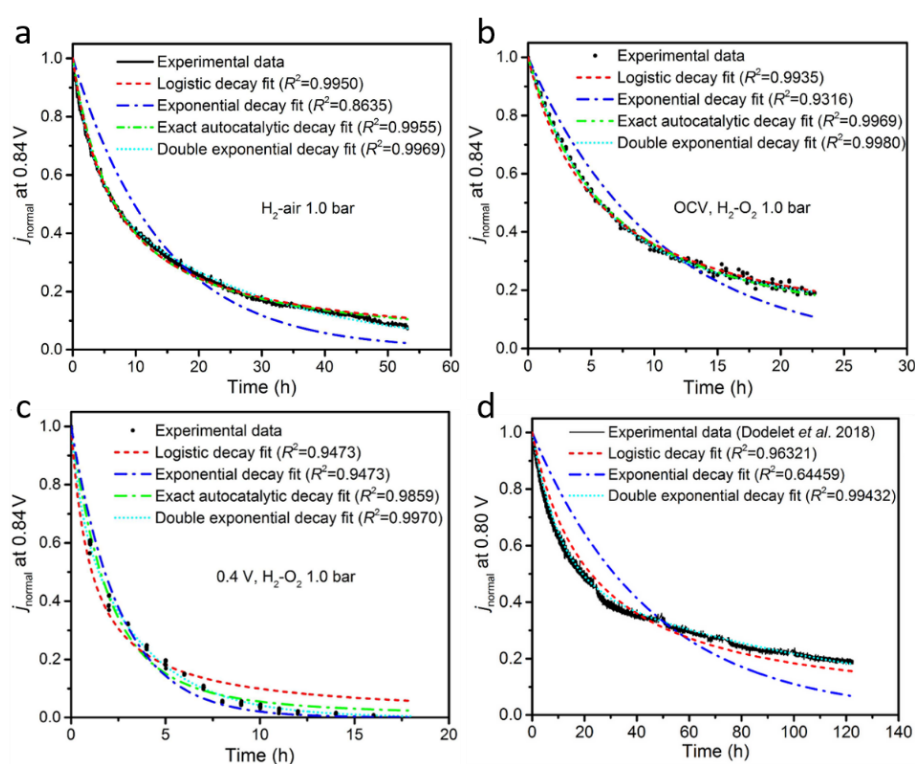 a
Experimental data
Logistic decay fit (R²=0.9950)
Exponential decay fit (R²=0.8635)
Exact autocatalytic decay fit (R²=0.9955)
Double exponential decay fit (R²=0.9969)
H₂-air 1.0 bar
j_normal at 0.84 V
1.0
0.8
0.6
0.4
0.2
0.0
0 10 20 30 40 50 60
Time (h)
b
Experimental data
Logistic decay fit (R²=0.9935)
Exponential decay fit (R²=0.9316)
Exact autocatalytic decay fit (R²=0.9969)
Double exponential decay fit (R²=0.9980)
OCV, H₂-O₂ 1.0 bar
j_normal at 0.84 V
1.0
0.8
0.6
0.4
0.2
0.0
0 5 10 15 20 25 30
Time (h)
c
Experimental data
Logistic decay fit (R²=0.9473)
Exponential decay fit (R²=0.9473)
Exact autocatalytic decay fit (R²=0.9859)
Double exponential decay fit (R²=0.9970)
0.4 V, H₂-O₂ 1.0 bar
j_normal at 0.84 V
1.0
0.8
0.6
0.4
0.2
0.0
0 5 10 15 20
Time (h)
d
Experimental data (Dodelet et al. 2018)
Logistic decay fit (R²=0.96321)
Exponential decay fit (R²=0.64459)
Double exponential decay fit (R²=0.99432)
j_normal at 0.80 V
1.0
0.8
0.6
0.4
0.2
0.0
0 20 40 60 80 100 120 140
Time (h)